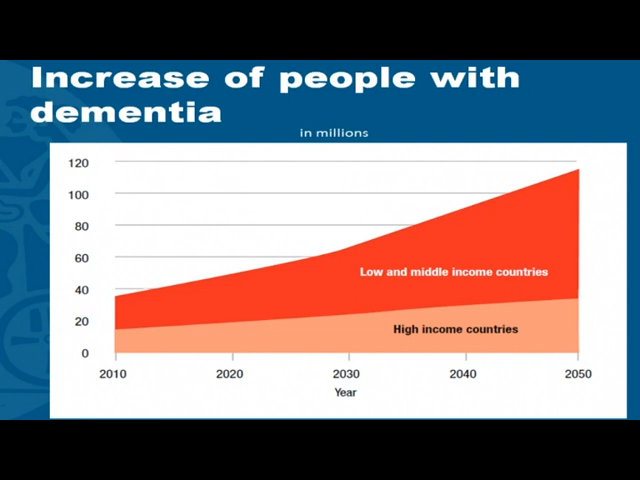 Increase of people with
dementia
in millions
120
100
80
60
40
20
0
Low and middle income countries
High income countries
2010 2020 2030 2040 2050
Year